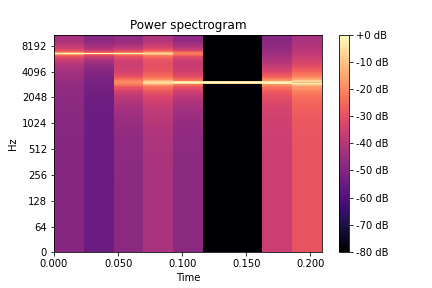 Power spectrogram
8192
4096
2048
1024
512
256
128
64
0
Hz
0.000 0.050 0.100 0.150 0.200
Time
+0 dB
-10 dB
-20 dB
-30 dB
-40 dB
-50 dB
-60 dB
-70 dB
-80 dB